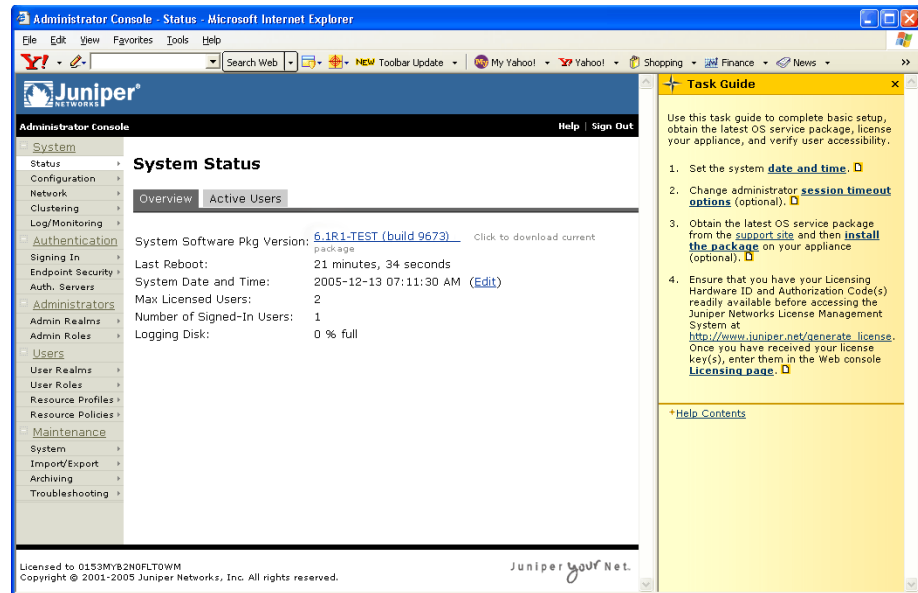 Administrator Console - Status - Microsoft Internet Explorer
File Edit View Favorites Tools Help
Y! Search Web NEW Toolbar Update My Yahoo! Y? Yahoo! Shopping Finance News
Juniper®
NETWORKS
Administrator Console
Help | Sign Out
System
Status
Configuration
Network
Clustering
Log/Monitoring
Authentication
Signing In
Endpoint Security
Auth. Servers
Administrators
Admin Realms
Admin Roles
Users
User Realms
User Roles
Resource Profiles
Resource Policies
Maintenance
System
Import/Export
Archiving
Troubleshooting
System Status
Overview Active Users
System Software Pkg Version: 6.1R1-TEST (build 9673) Click to download current
package
Last Reboot: 21 minutes, 34 seconds
System Date and Time: 2005-12-13 07:11:30 AM (Edit)
Max Licensed Users: 2
Number of Signed-In Users: 1
Logging Disk: 0 % full
Licensed to 0153MYB2N0FLT0WM
Copyright © 2001-2005 Juniper Networks, Inc. All rights reserved.
Juniper your Net.
Task Guide
Use this task guide to complete basic setup,
obtain the latest OS service package, license
your appliance, and verify user accessibility.
1. Set the system date and time.
2. Change administrator session timeout
options (optional).
3. Obtain the latest OS service package
from the support site and then install
the package on your appliance
(optional).
4. Ensure that you have your Licensing
Hardware ID and Authorization Code(s)
readily available before accessing the
Juniper Networks License Management
System at
http://www.juniper.net/generate_license.
Once you have received your license
key(s), enter them in the Web console
Licensing page.
Help Contents